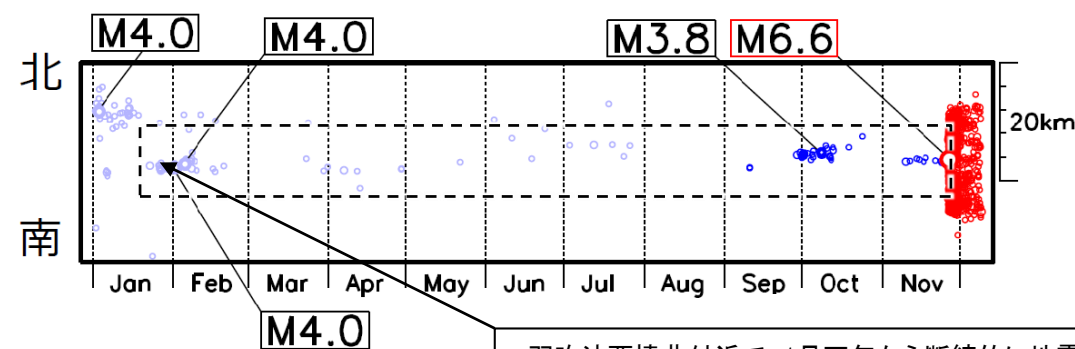 M4.0 M4.0 M3.8 M6.6
北
20km
南
Jan Feb Mar Apr May Jun Jul Aug Sep Oct Nov
M4.0